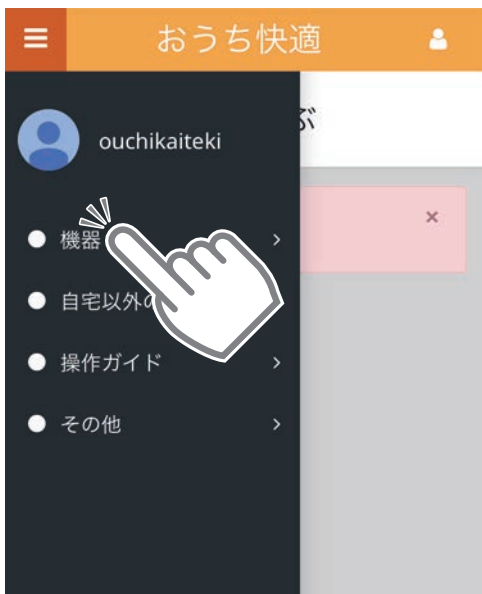 おうち快適
ouchikaiteki
ぶ
機器
自宅以外の
操作ガイド
その他